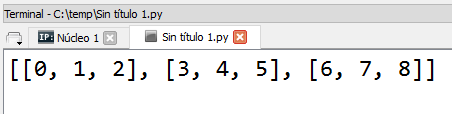 Terminal - C:\temp\Sin título 1.py
IP: Núcleo 1 Sin título 1.py
[[0, 1, 2], [3, 4, 5], [6, 7, 8]]